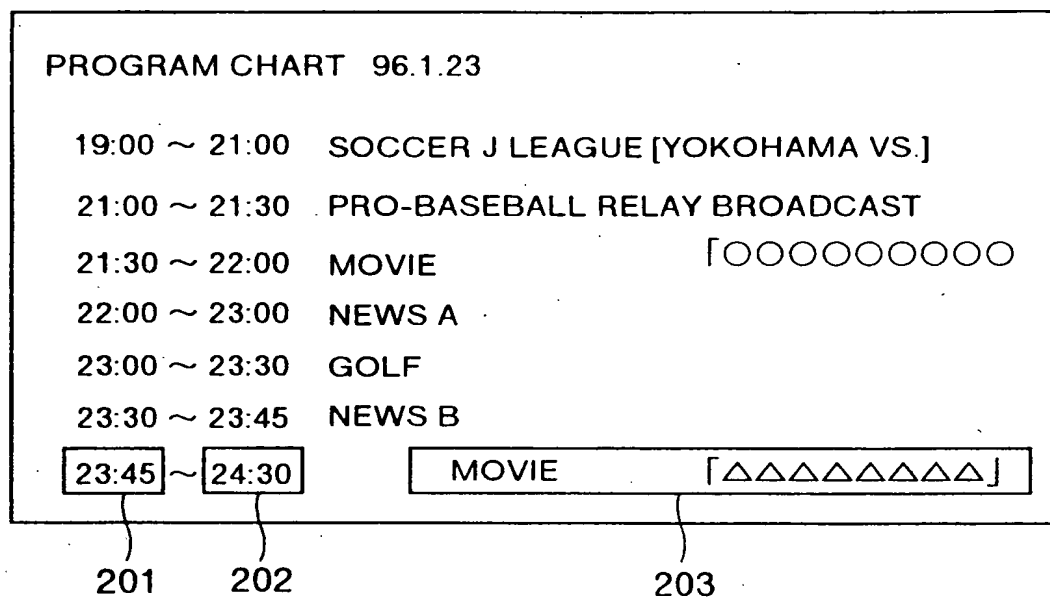 PROGRAM CHART 96.1.23
19:00 ~ 21:00 SOCCER J LEAGUE [YOKOHAMA VS.]
21:00 ~ 21:30 PRO-BASEBALL RELAY BROADCAST
21:30 ~ 22:00 MOVIE 「○○○○○○○○○
22:00 ~ 23:00 NEWS A
23:00 ~ 23:30 GOLF
23:30 ~ 23:45 NEWS B
23:45 ~ 24:30 MOVIE 「△△△△△△△△」
201 202 203